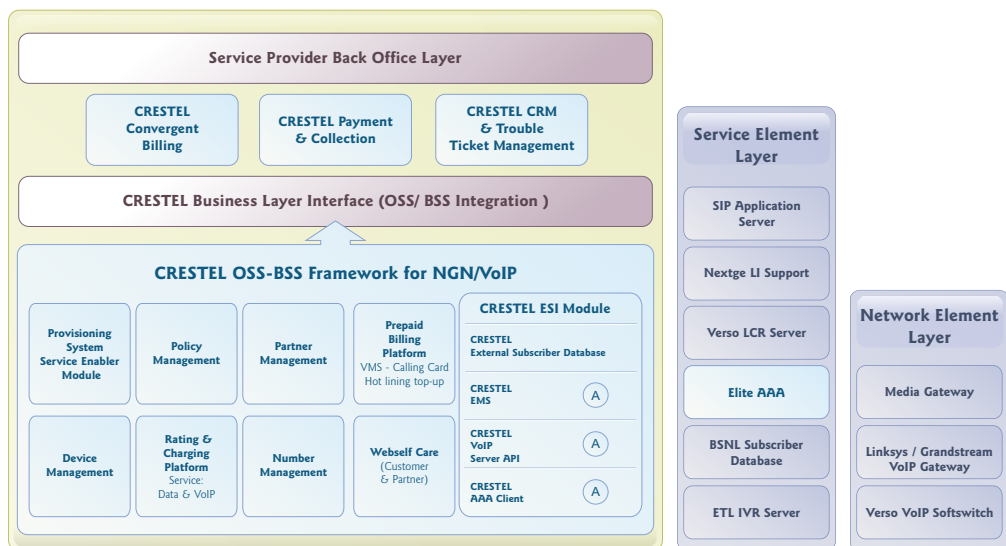 Service Provider Back Office Layer
CRESTEL
Convergent
Billing
CRESTEL Payment
& Collection
CRESTEL CRM
& Trouble
Ticket Management
CRESTEL Business Layer Interface (OSS/ BSS Integration )
CRESTEL OSS-BSS Framework for NGN/VoIP
Provisioning
System
Service Enabler
Module
Policy
Management
Partner
Management
Prepaid
Billing
Platform
VMS - Calling Card
Hot lining top-up
Device
Management
Rating &
Charging
Platform
Service:
Data & VoIP
Number
Management
Webself Care
(Customer
& Partner)
CRESTEL ESI Module
CRESTEL
External Subscriber Database
CRESTEL
EMS
A
CRESTEL
VoIP
Server API
A
CRESTEL
AAA Client
A
Service Element
Layer
SIP Application
Server
Nextge LI Support
Verso LCR Server
Elite AAA
BSNL Subscriber
Database
ETL IVR Server
Network Element
Layer
Media Gateway
Linksys / Grandstream
VoIP Gateway
Verso VoIP Softswitch